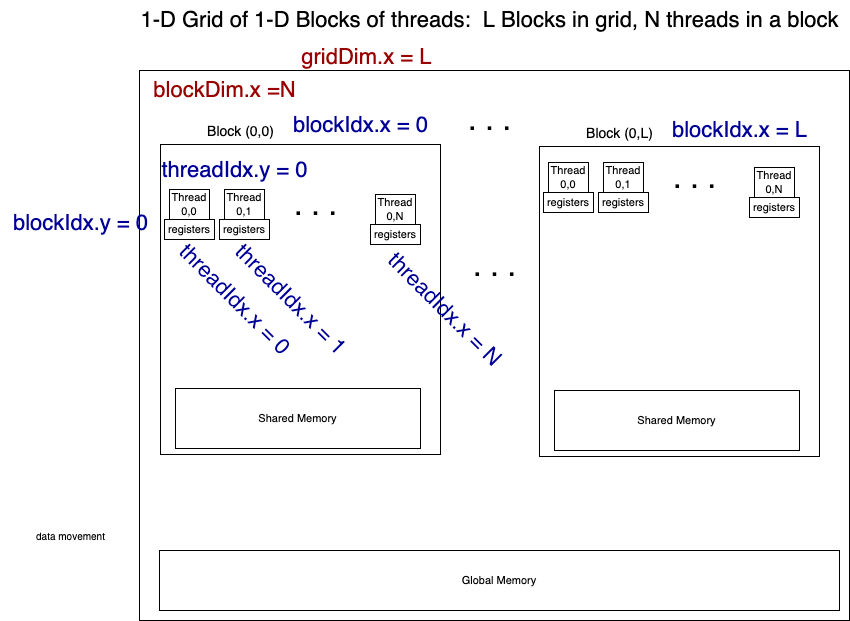 1-D Grid of 1-D Blocks of threads:  L Blocks in grid, N threads in a block
gridDim.x = L
blockDim.x =N
Block (0,0)
blockIdx.x = 0
. . .
Block (0,L)
blockIdx.x = L
threadIdx.y = 0
blockIdx.y = 0
Thread
0,0
registers
Thread
0,1
registers
. . .
Thread
0,N
registers
threadIdx.x = 0
threadIdx.x = 1
threadIdx.x = N
. . .
Thread
0,0
registers
Thread
0,1
registers
. . .
Thread
0,N
registers
Shared Memory
Shared Memory
data movement
Global Memory